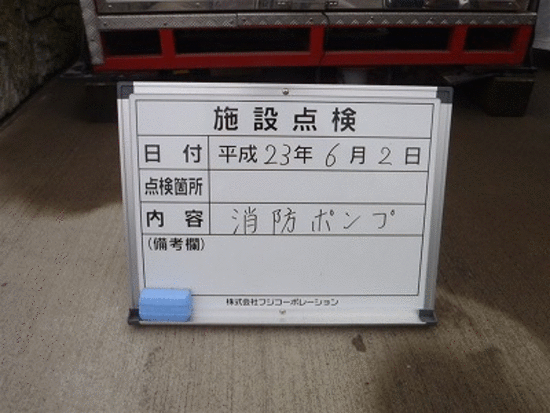 施設点検
日付 平成23年6月2日
点検箇所
内容 消防ポンプ
(備考欄)
株式会社フジコーポレーション